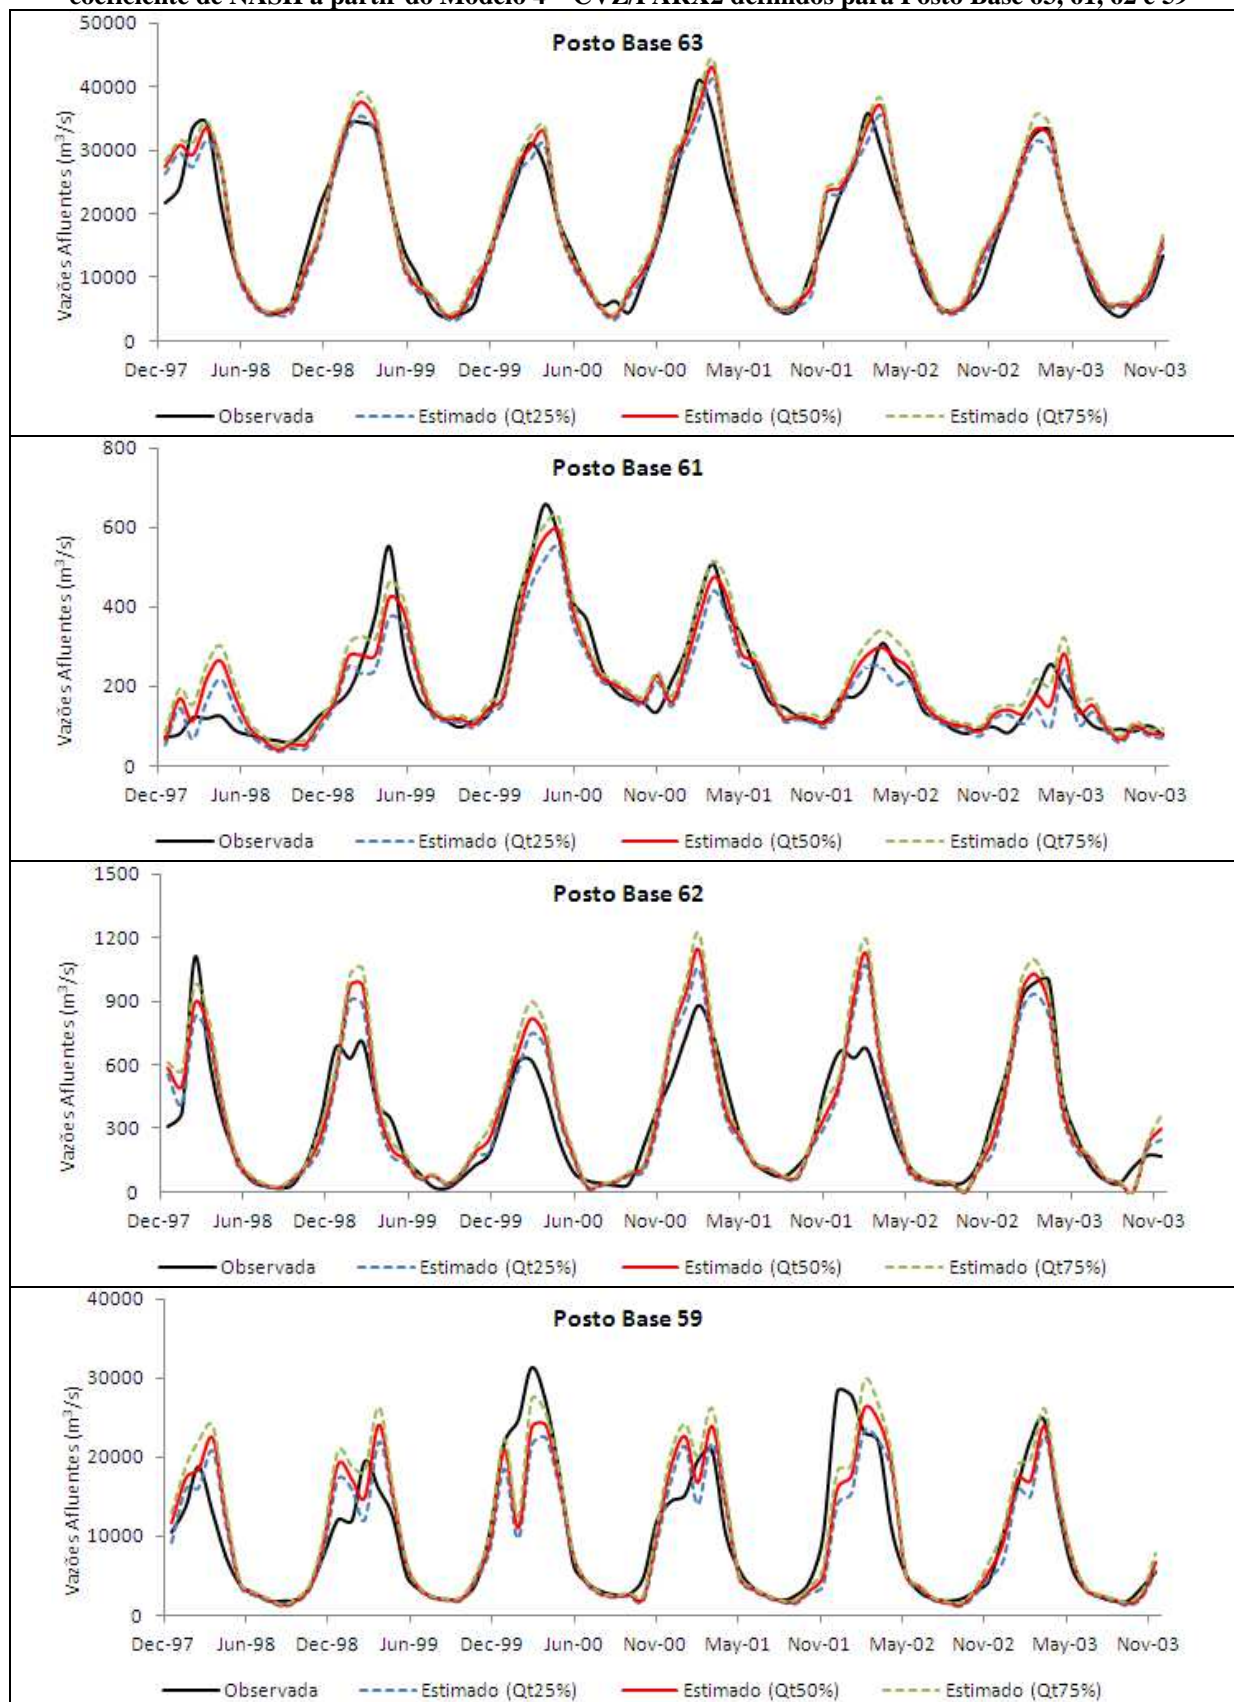 coeficiente de NASH a partir do Modelo 4 – CVZ/PARX2 definidos para Posto Base 63, 61, 62 e 59
Posto Base 63
Vazões Afluentes (m³/s)
50000
40000
30000
20000
10000
0
Dec-97 Jun-98 Dec-98 Jun-99 Dec-99 Jun-00 Nov-00 May-01 Nov-01 May-02 Nov-02 May-03 Nov-03
Observada Estimado (Qt25%) Estimado (Qt50%) Estimado (Qt75%)
Posto Base 61
Vazões Afluentes (m³/s)
800
600
400
200
0
Dec-97 Jun-98 Dec-98 Jun-99 Dec-99 Jun-00 Nov-00 May-01 Nov-01 May-02 Nov-02 May-03 Nov-03
Observada Estimado (Qt25%) Estimado (Qt50%) Estimado (Qt75%)
Posto Base 62
Vazões Afluentes (m³/s)
1500
1200
900
600
300
0
Dec-97 Jun-98 Dec-98 Jun-99 Dec-99 Jun-00 Nov-00 May-01 Nov-01 May-02 Nov-02 May-03 Nov-03
Observada Estimado (Qt25%) Estimado (Qt50%) Estimado (Qt75%)
Posto Base 59
Vazões Afluentes (m³/s)
40000
30000
20000
10000
0
Dec-97 Jun-98 Dec-98 Jun-99 Dec-99 Jun-00 Nov-00 May-01 Nov-01 May-02 Nov-02 May-03 Nov-03
Observada Estimado (Qt25%) Estimado (Qt50%) Estimado (Qt75%)